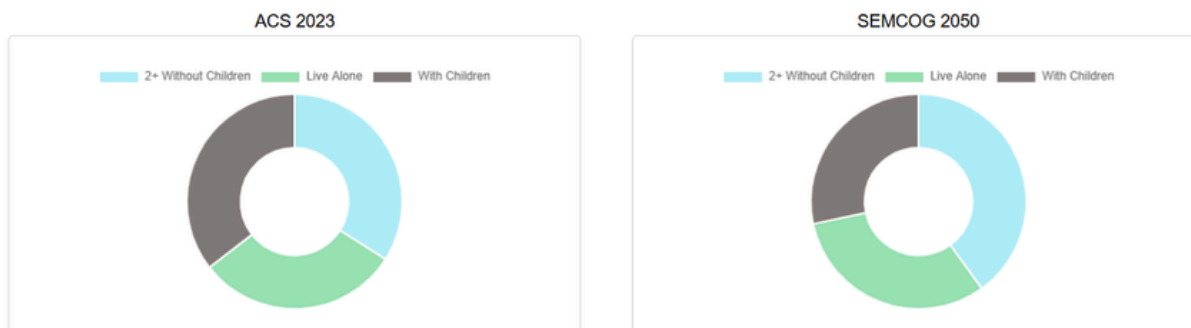 ACS 2023
2+ Without Children Live Alone With Children
SEMCOG 2050
2+ Without Children Live Alone With Children